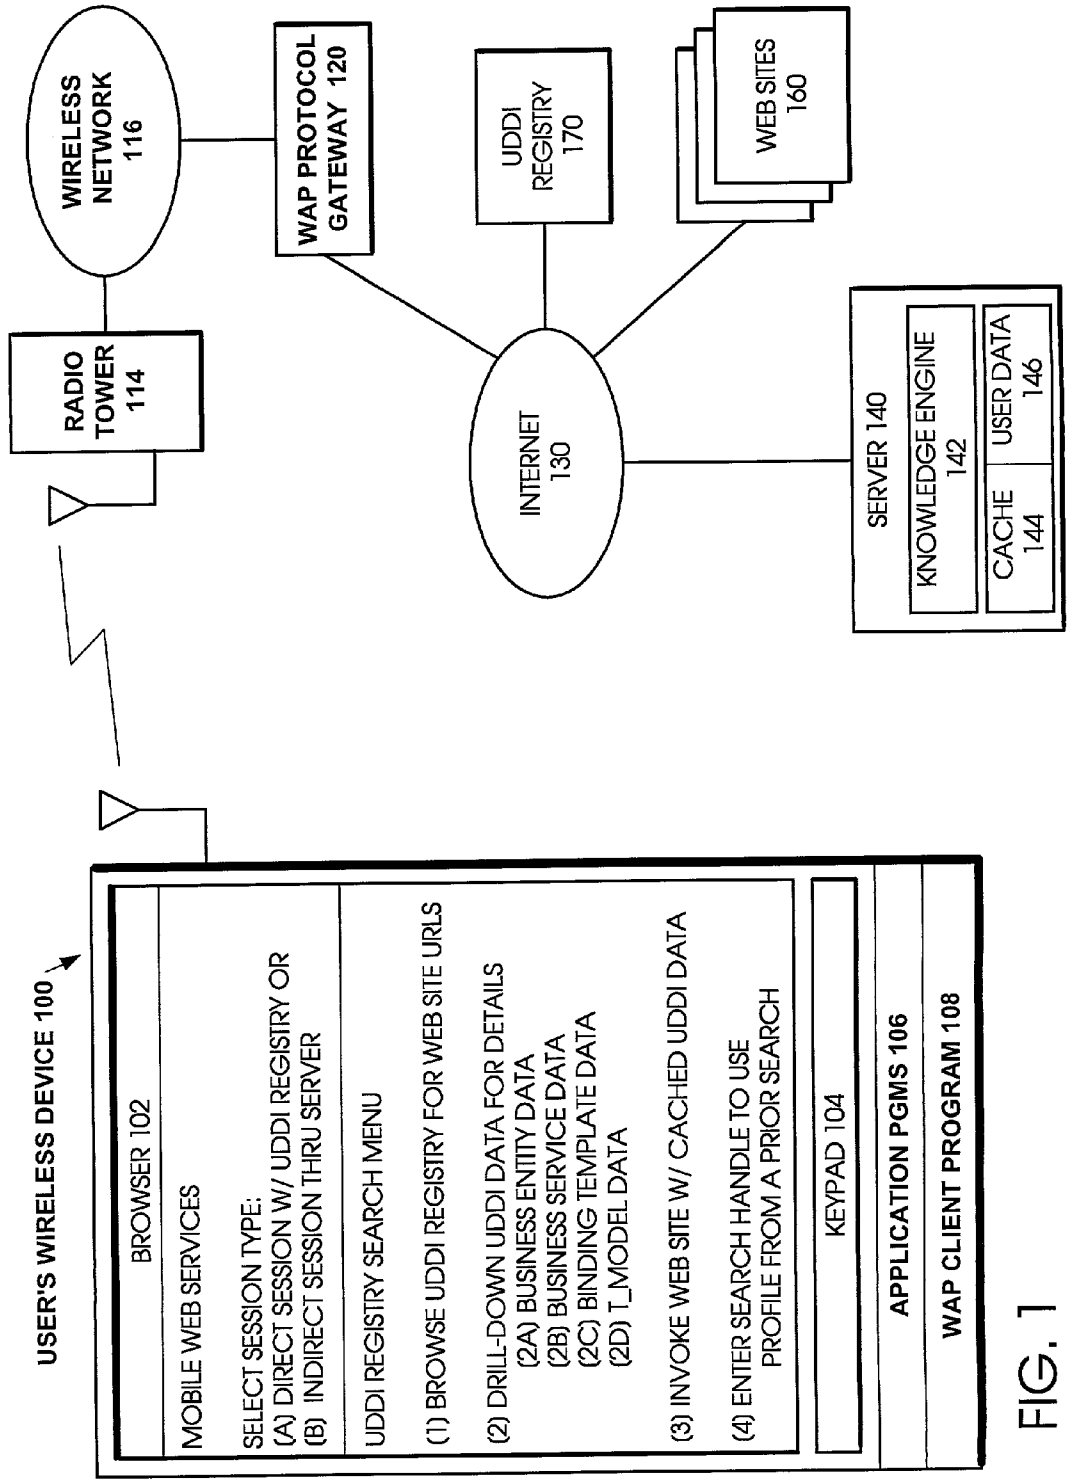 USER'S WIRELESS DEVICE 100
BROWSER 102
MOBILE WEB SERVICES
SELECT SESSION TYPE:
(A) DIRECT SESSION W/ UDDI REGISTRY OR
(B) INDIRECT SESSION THRU SERVER
UDDI REGISTRY SEARCH MENU
(1) BROWSE UDDI REGISTRY FOR WEB SITE URLS
(2) DRILL-DOWN UDDI DATA FOR DETAILS
(2A) BUSINESS ENTITY DATA
(2B) BUSINESS SERVICE DATA
(2C) BINDING TEMPLATE DATA
(2D) T_MODEL DATA
(3) INVOKE WEB SITE W/ CACHED UDDI DATA
(4) ENTER SEARCH HANDLE TO USE
PROFILE FROM A PRIOR SEARCH
KEYPAD 104
APPLICATION PGMS 106
WAP CLIENT PROGRAM 108
RADIO
TOWER
114
WIRELESS
NETWORK
116
WAP PROTOCOL
GATEWAY 120
INTERNET
130
UDDI
REGISTRY
170
WEB SITES
160
SERVER 140
KNOWLEDGE ENGINE
142
CACHE
144
USER DATA
146
FIG. 1